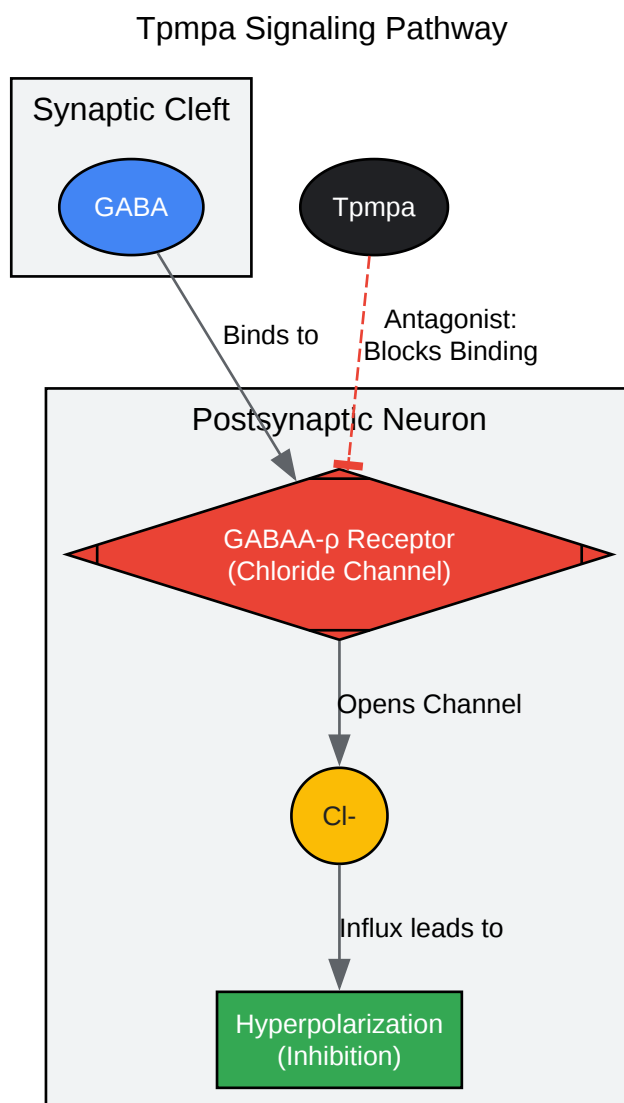 Tpmpa Signaling Pathway
Synaptic Cleft
GABA
Tpmpa
Binds to
Antagonist:
Blocks Binding
Postsynaptic Neuron
GABAA-ρ Receptor
(Chloride Channel)
Opens Channel
Cl-
Influx leads to
Hyperpolarization
(Inhibition)